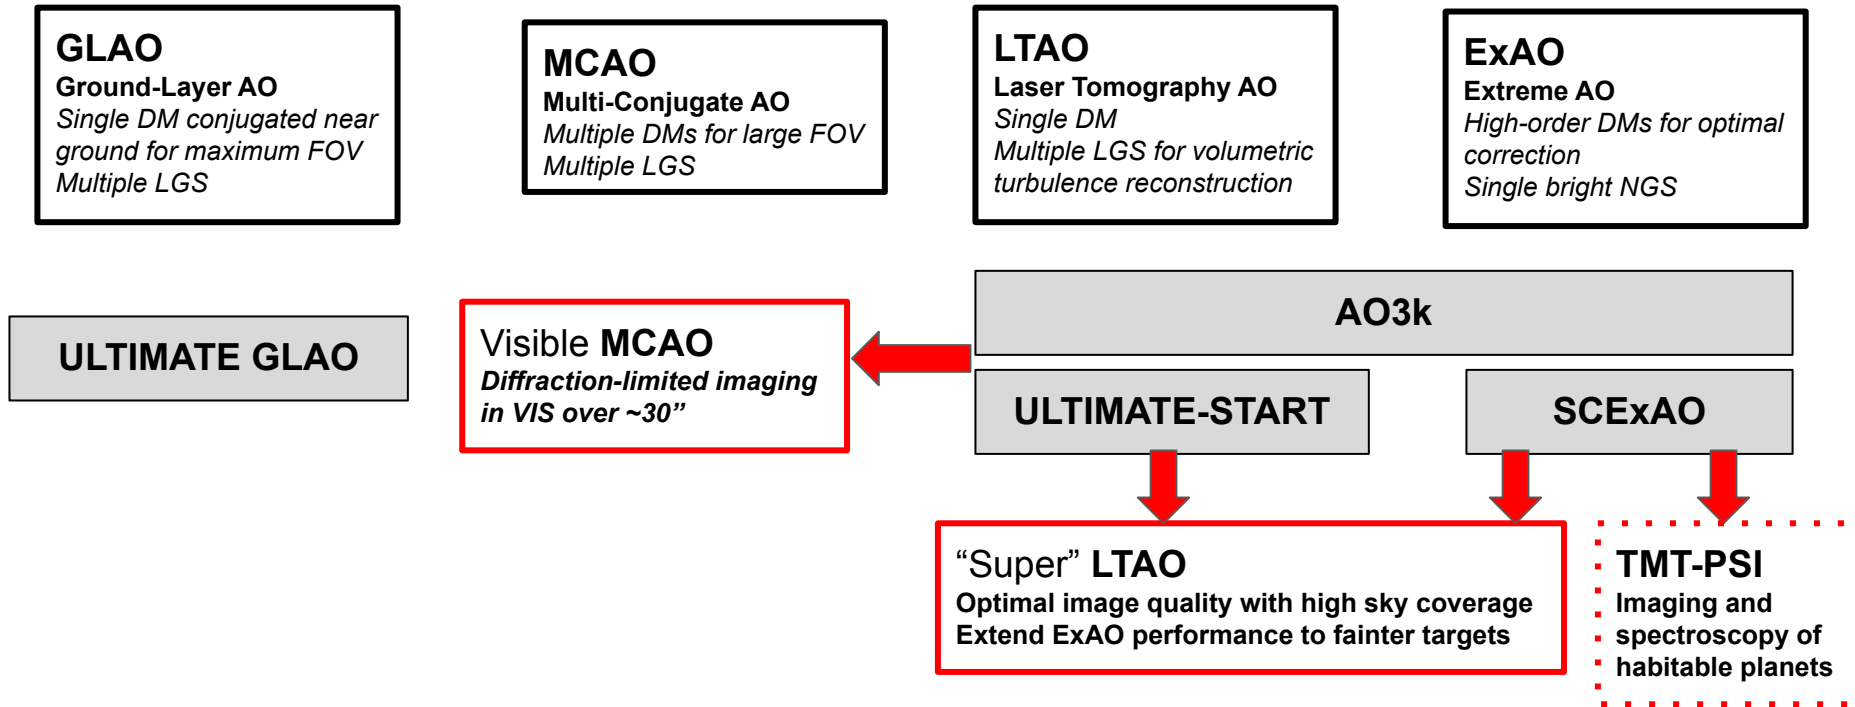 GLAO
Ground-Layer AO
Single DM conjugated near
ground for maximum FOV
Multiple LGS
MCAO
Multi-Conjugate AO
Multiple DMs for large FOV
Multiple LGS
LTAO
Laser Tomography AO
Single DM
Multiple LGS for volumetric
turbulence reconstruction
ExAO
Extreme AO
High-order DMs for optimal
correction
Single bright NGS
ULTIMATE GLAO
Visible MCAO
Diffraction-limited imaging
in VIS over ~30”
AO3k
ULTIMATE-START
SCExAO
“Super” LTAO
Optimal image quality with high sky coverage
Extend ExAO performance to fainter targets
TMT-PSI
Imaging and
spectroscopy of
habitable planets